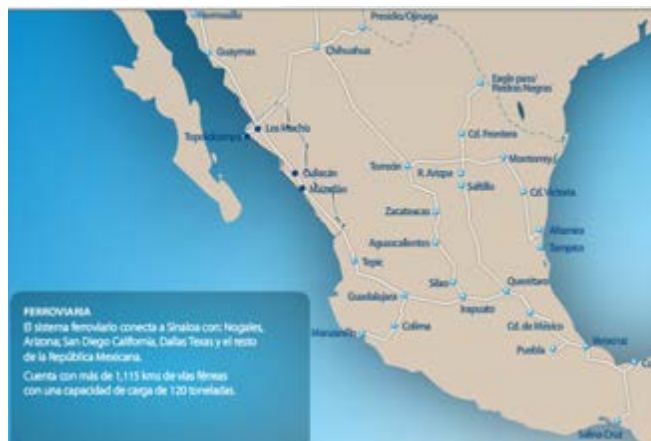 Hermosillo
Presidio/Ojinaga
Guaymas
Chihuahua
Eagle pass/
Piedras Negras
Los Mochis
Topolobampo
Cd. Frontera
Culiacán
Mazatlán
Torreón
R. Arizpe
Monterrey
Saltillo
Cd. Victoria
Zacatecas
Altamira
Aguascalientes
Tampico
Tepic
Silao
Querétaro
Guadalajara
Irapuato
Manzanillo
Colima
Cd. de México
Puebla
Veracruz
Salina Cruz
FERROVIARIA
El sistema ferroviario conecta a Sinaloa con: Nogales,
Arizona; San Diego California, Dallas Texas y el resto
de la República Mexicana.
Cuenta con más de 1,115 kms de vías férreas
con una capacidad de carga de 120 toneladas.